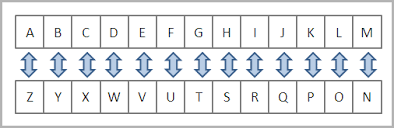 A B C D E F G H I J K L M
Z Y X W V U T S R Q P O N